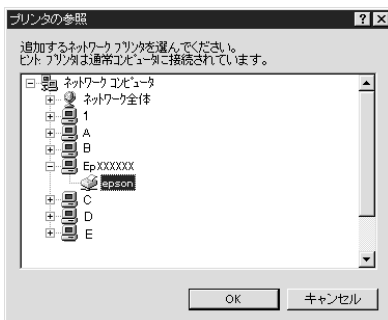 プリンタの参照
追加するネットワーク プリンタを選んでください。
ヒント: プリンタは通常コンピュータに接続されています。
ネットワーク コンピュータ
ネットワーク全体
1
A
B
EpXXXXXX
epson
C
D
E
OK キャンセル